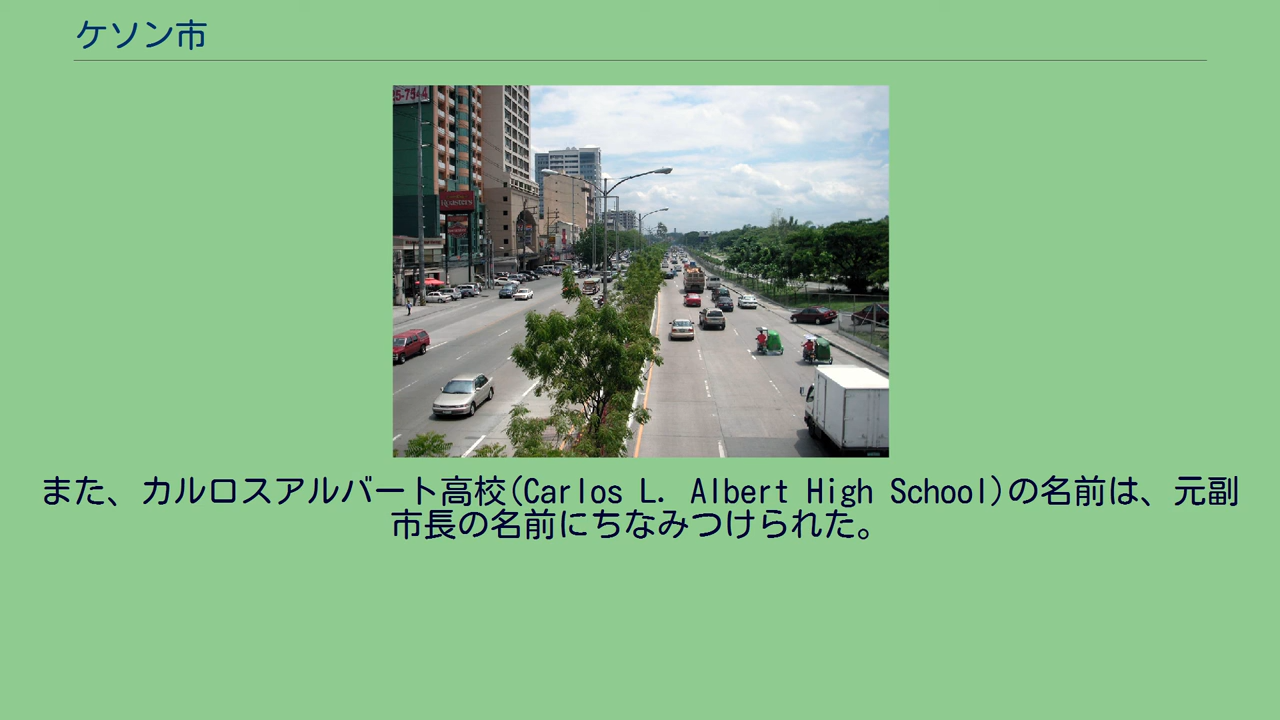 ケソン市
25-7544
また、カルロスアルバート高校(Carlos L. Albert High School)の名前は、元副
市長の名前にちなみつけられた。